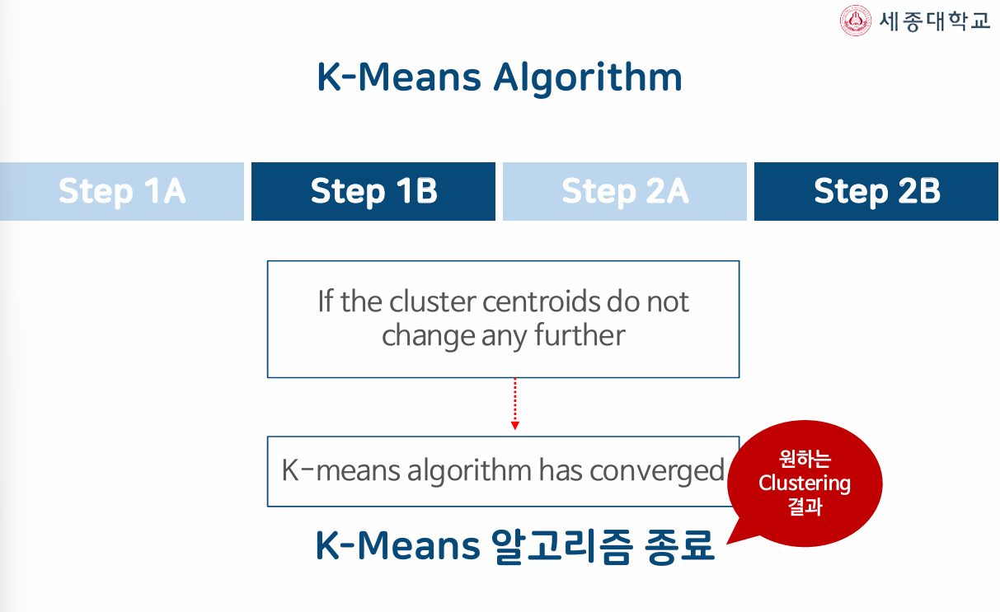 세종대학교
K-Means Algorithm
Step 1A
Step 1B
Step 2A
Step 2B
If the cluster centroids do not
change any further
K-means algorithm has converged
원하는
Clustering
결과
K-Means 알고리즘 종료